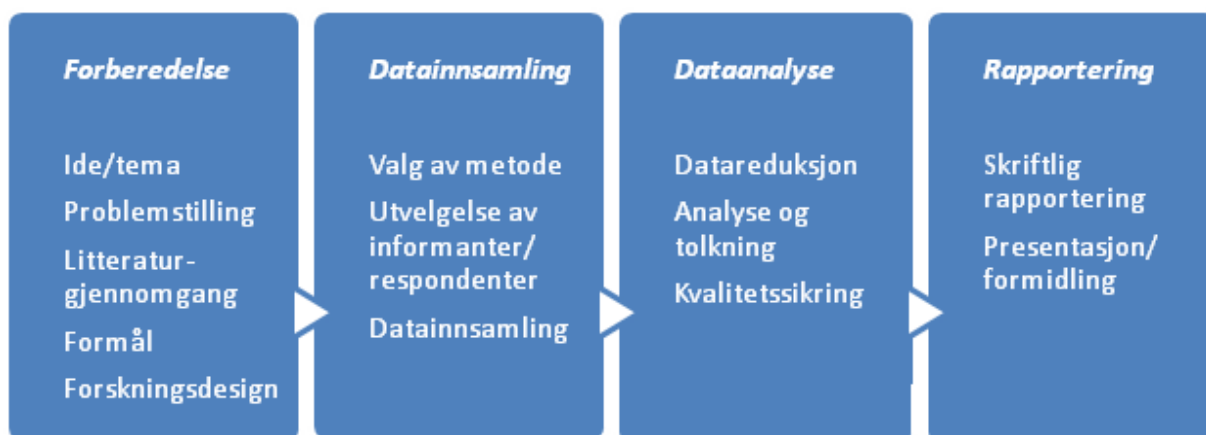 Forberedelse
Ide/tema
Problemstilling
Litteratur-
gjennomgang
Formål
Forskningsdesign
Datainnsamling
Valg av metode
Utvelgelse av
informanter/
respondenter
Datainnsamling
Dataanalyse
Datareduksjon
Analyse og
tolkning
Kvalitetssikring
Rapportering
Skriftlig
rapportering
Presentasjon/
formidling